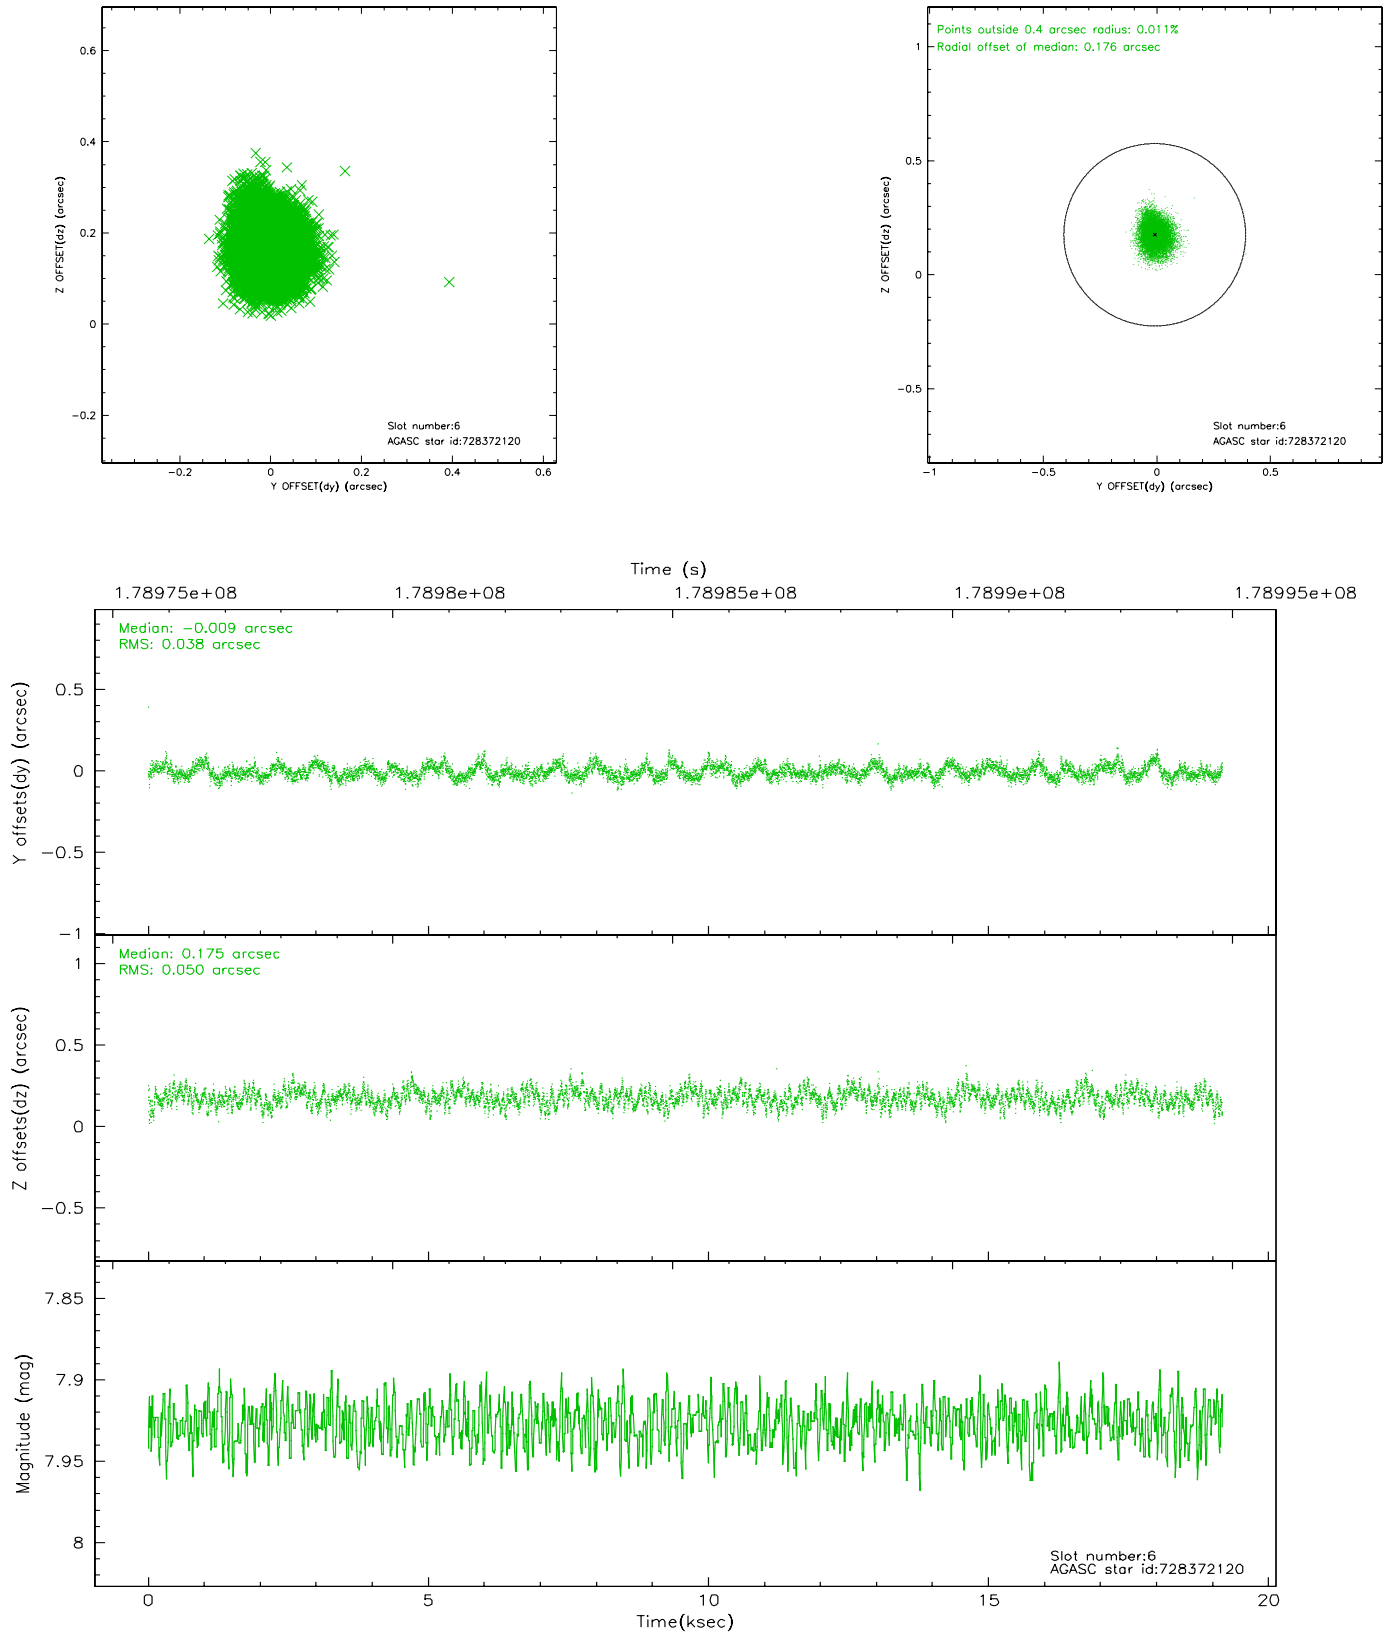 0.6
0.4
0.2
0
−0.2
Z OFFSET(dz) (arcsec)
Slot number:6
AGASC star id:728372120
−0.2 0 0.2 0.4 0.6
Y OFFSET(dy) (arcsec)
Points outside 0.4 arcsec radius: 0.011%
Radial offset of median: 0.176 arcsec
1
0.5
0
−0.5
Z OFFSET(dz) (arcsec)
Slot number:6
AGASC star id:728372120
−1 −0.5 0 0.5
Y OFFSET(dy) (arcsec)
Time (s)
1.78975e+08 1.7898e+08 1.78985e+08 1.7899e+08 1.78995e+08
Median: −0.009 arcsec
RMS: 0.038 arcsec
0.5
0
−0.5
−1
Y offsets(dy) (arcsec)
Median: 0.175 arcsec
RMS: 0.050 arcsec
1
0.5
0
−0.5
Z offsets(dz) (arcsec)
7.85
7.9
7.95
8
Magnitude (mag)
Slot number:6
AGASC star id:728372120
0 5 10 15 20
Time(ksec)